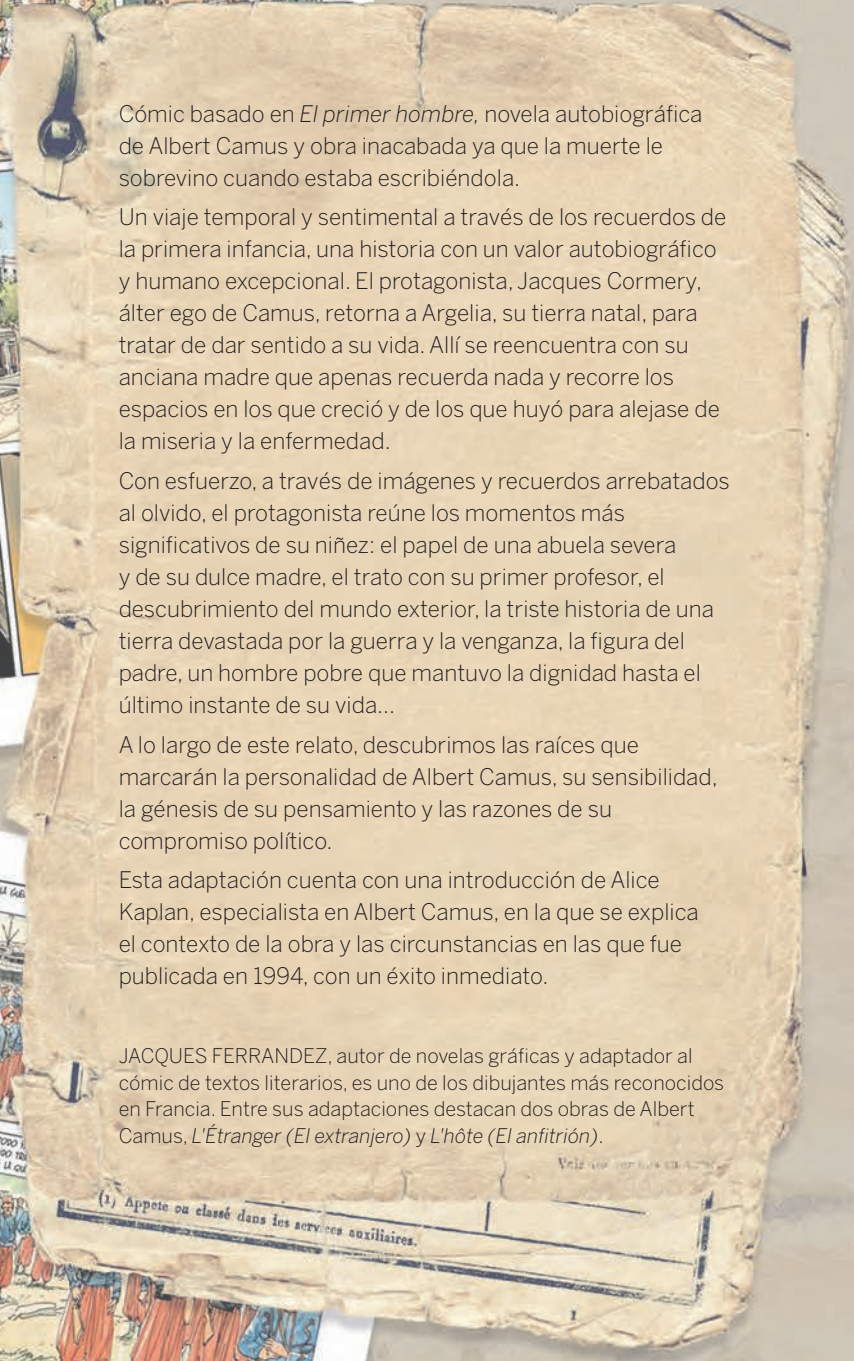 Cómic basado en El primer hombre, novela autobiográfica
de Albert Camus y obra inacabada ya que la muerte le
sobrevino cuando estaba escribiéndola.
Un viaje temporal y sentimental a través de los recuerdos de
la primera infancia, una historia con un valor autobiográfico
y humano excepcional. El protagonista, Jacques Cormery,
álter ego de Camus, retorna a Argelia, su tierra natal, para
tratar de dar sentido a su vida. Allí se reencuentra con su
anciana madre que apenas recuerda nada y recorre los
espacios en los que creció y de los que huyó para alejase de
la miseria y la enfermedad.
Con esfuerzo, a través de imágenes y recuerdos arrebatados
al olvido, el protagonista reúne los momentos más
significativos de su niñez: el papel de una abuela severa
y de su dulce madre, el trato con su primer profesor, el
descubrimiento del mundo exterior, la triste historia de una
tierra devastada por la guerra y la venganza, la figura del
padre, un hombre pobre que mantuvo la dignidad hasta el
último instante de su vida...
A lo largo de este relato, descubrimos las raíces que
marcarán la personalidad de Albert Camus, su sensibilidad,
la génesis de su pensamiento y las razones de su
compromiso político.
Esta adaptación cuenta con una introducción de Alice
Kaplan, especialista en Albert Camus, en la que se explica
el contexto de la obra y las circunstancias en las que fue
publicada en 1994, con un éxito inmediato.
JACQUES FERRANDEZ, autor de novelas gráficas y adaptador al
cómic de textos literarios, es uno de los dibujantes más reconocidos
en Francia. Entre sus adaptaciones destacan dos obras de Albert
Camus, L'Étranger (El extranjero) y L'hôte (El anfitrión).
(1) Appelé ou classé dans les services auxiliaires.
1